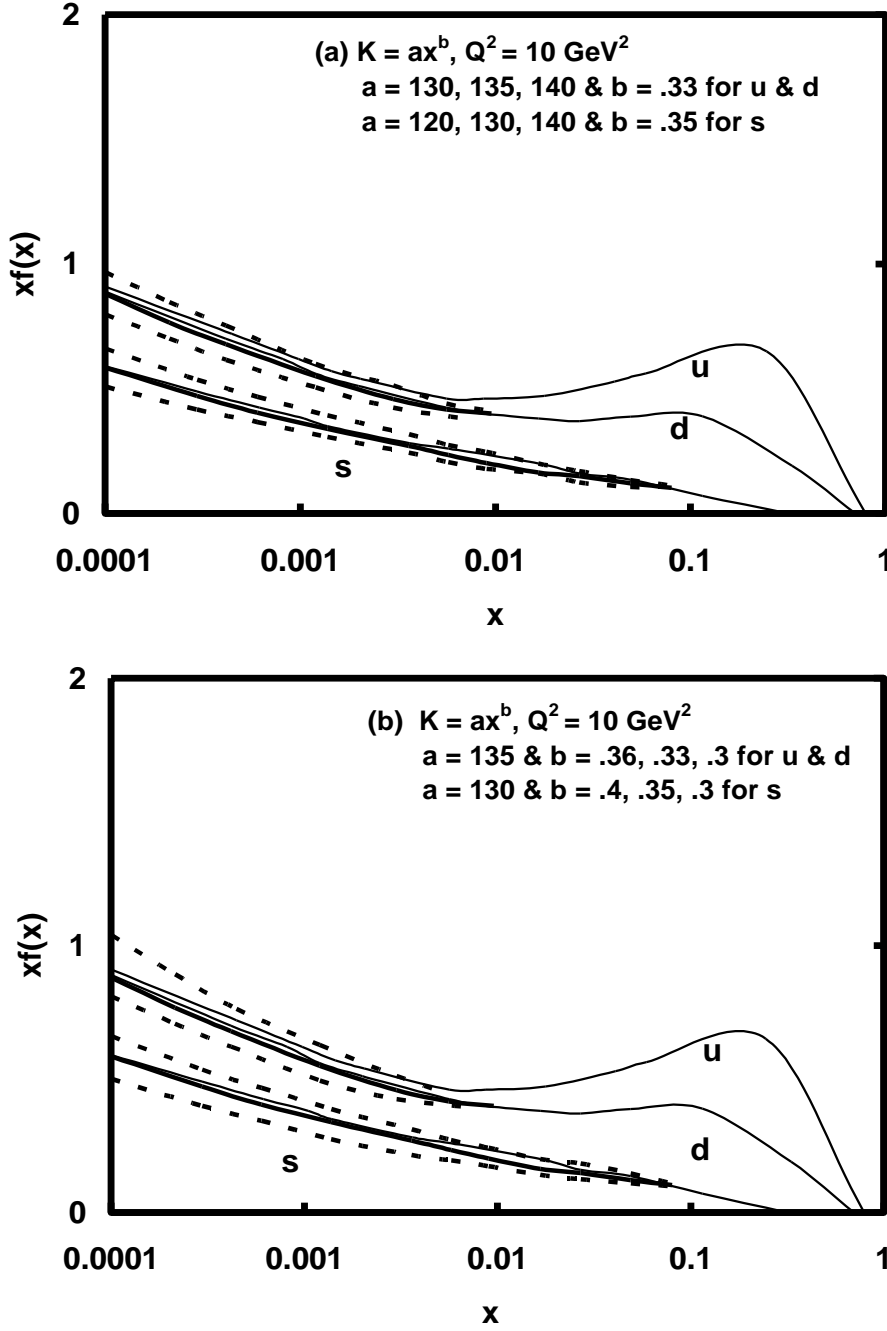 2
(a) K = ax^b, Q^2 = 10 GeV^2
a = 130, 135, 140 & b = .33 for u & d
a = 120, 130, 140 & b = .35 for s
xf(x)
1
u
d
s
0
0.0001 0.001 0.01 0.1 1
x
2
(b) K = ax^b, Q^2 = 10 GeV^2
a = 135 & b = .36, .33, .3 for u & d
a = 130 & b = .4, .35, .3 for s
xf(x)
1
u
d
s
0
0.0001 0.001 0.01 0.1 1
x